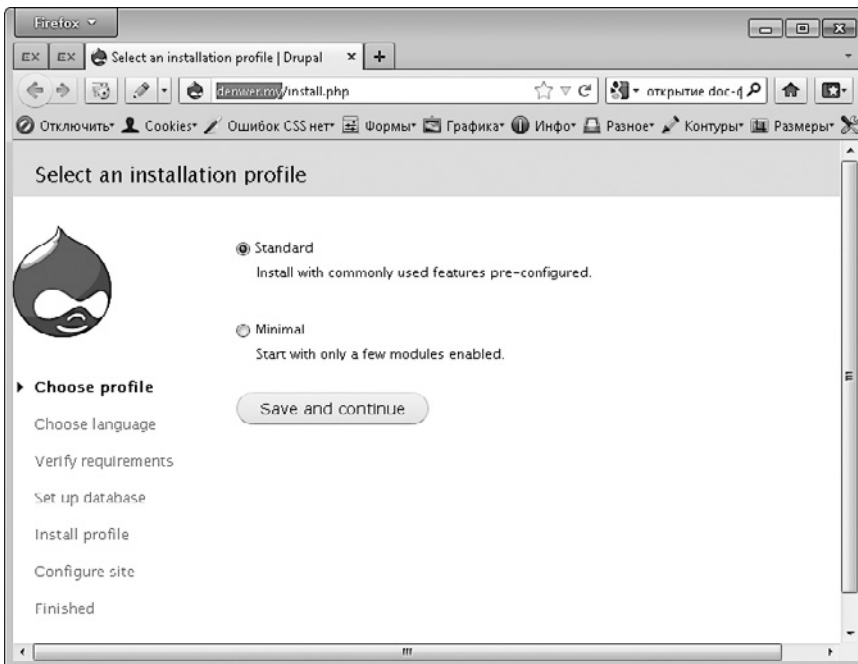 Firefox
EX EX Select an installation profile | Drupal x +
denwer.my/install.php открытие doc-ф
Отключить Cookies Ошибок CSS нет Формы Графика Инфо Разное Контуры Размеры
Select an installation profile
Standard
Install with commonly used features pre-configured.
Minimal
Start with only a few modules enabled.
Save and continue
Choose profile
Choose language
Verify requirements
Set up database
Install profile
Configure site
Finished